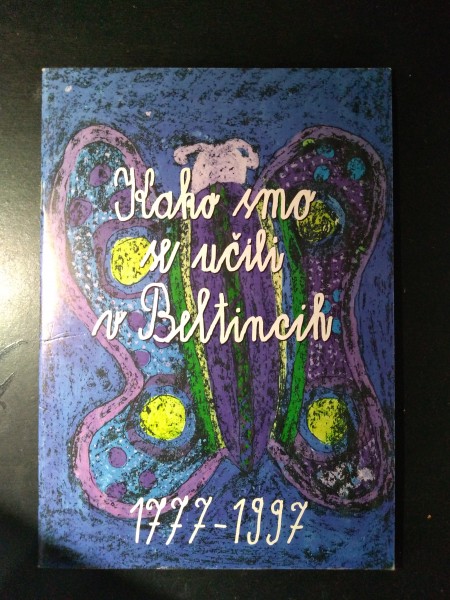 Kako smo
se učili
v Beltincih
1777-1997